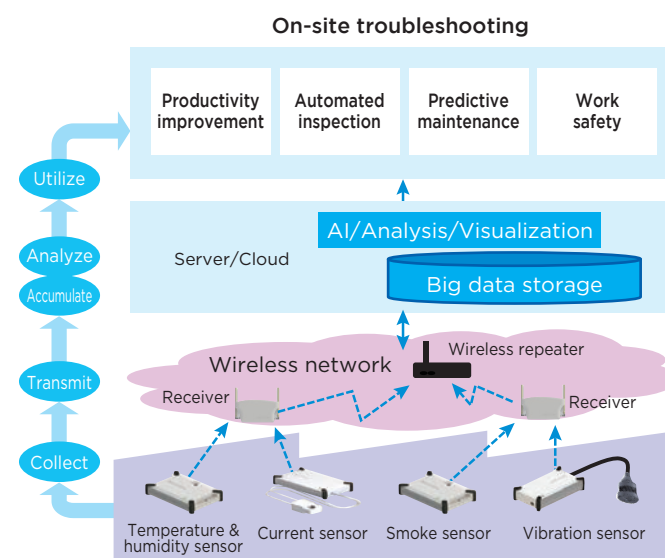 On-site troubleshooting
Productivity
improvement
Automated
inspection
Predictive
maintenance
Work
safety
Utilize
AI/Analysis/Visualization
Server/Cloud
Analyze
Big data storage
Accumulate
Wireless network
Wireless repeater
Transmit
Receiver
Receiver
Collect
Temperature &
humidity sensor
Current sensor
Smoke sensor
Vibration sensor